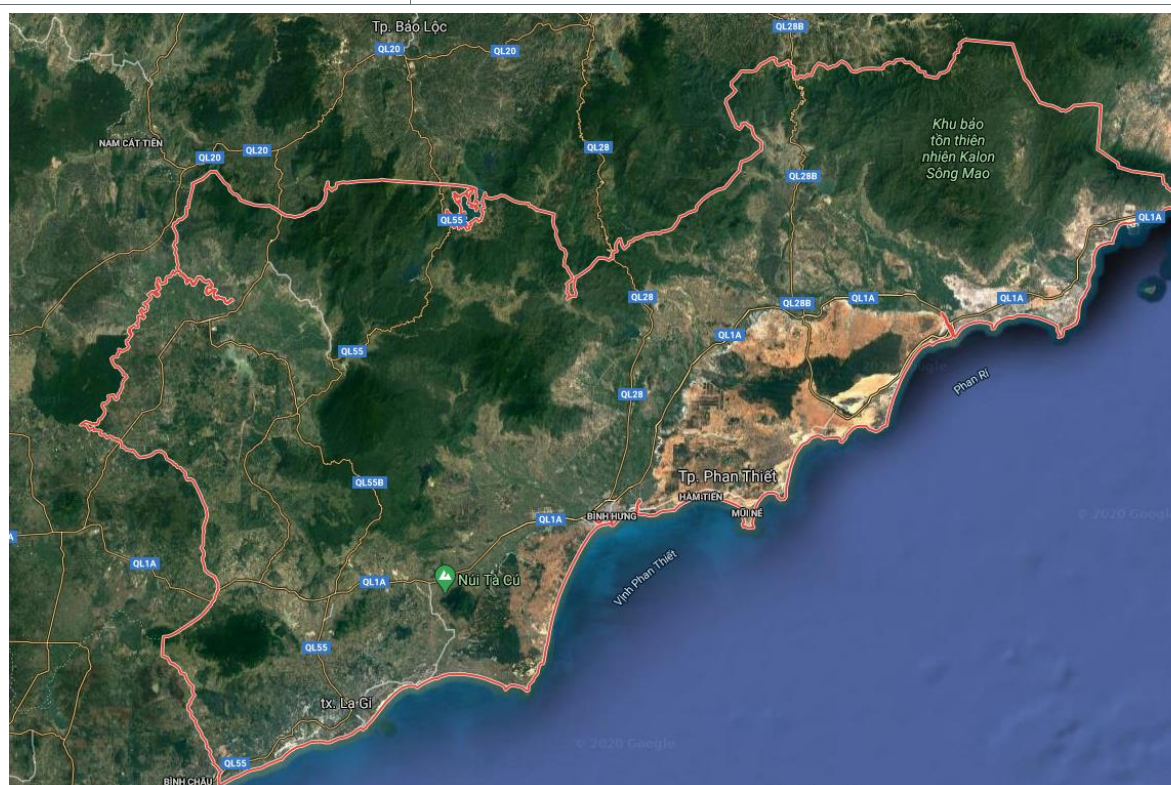 Tp. Bảo Lộc
QL28B
QL20
QL20
NAM CÁT TIÊN
QL20
QL20
QL28
Khu bảo
tồn thiên
nhiên Kalon
Sông Mao
QL28B
QL55
QL1A
QL28
QL28B
QL1A
QL1A
QL1A
QL55
Phan Rí
QL28
Tp. Phan Thiết
QL55B
HÀM TIẾN
MŨI NÉ
BÌNH HƯNG
QL1A
© 2020 Google
QL1A
QL1A
Núi Tà Cú
Vịnh Phan Thiết
QL55
tx. La Gi
© 2020 Google
QL55
BÌNH CHÂU